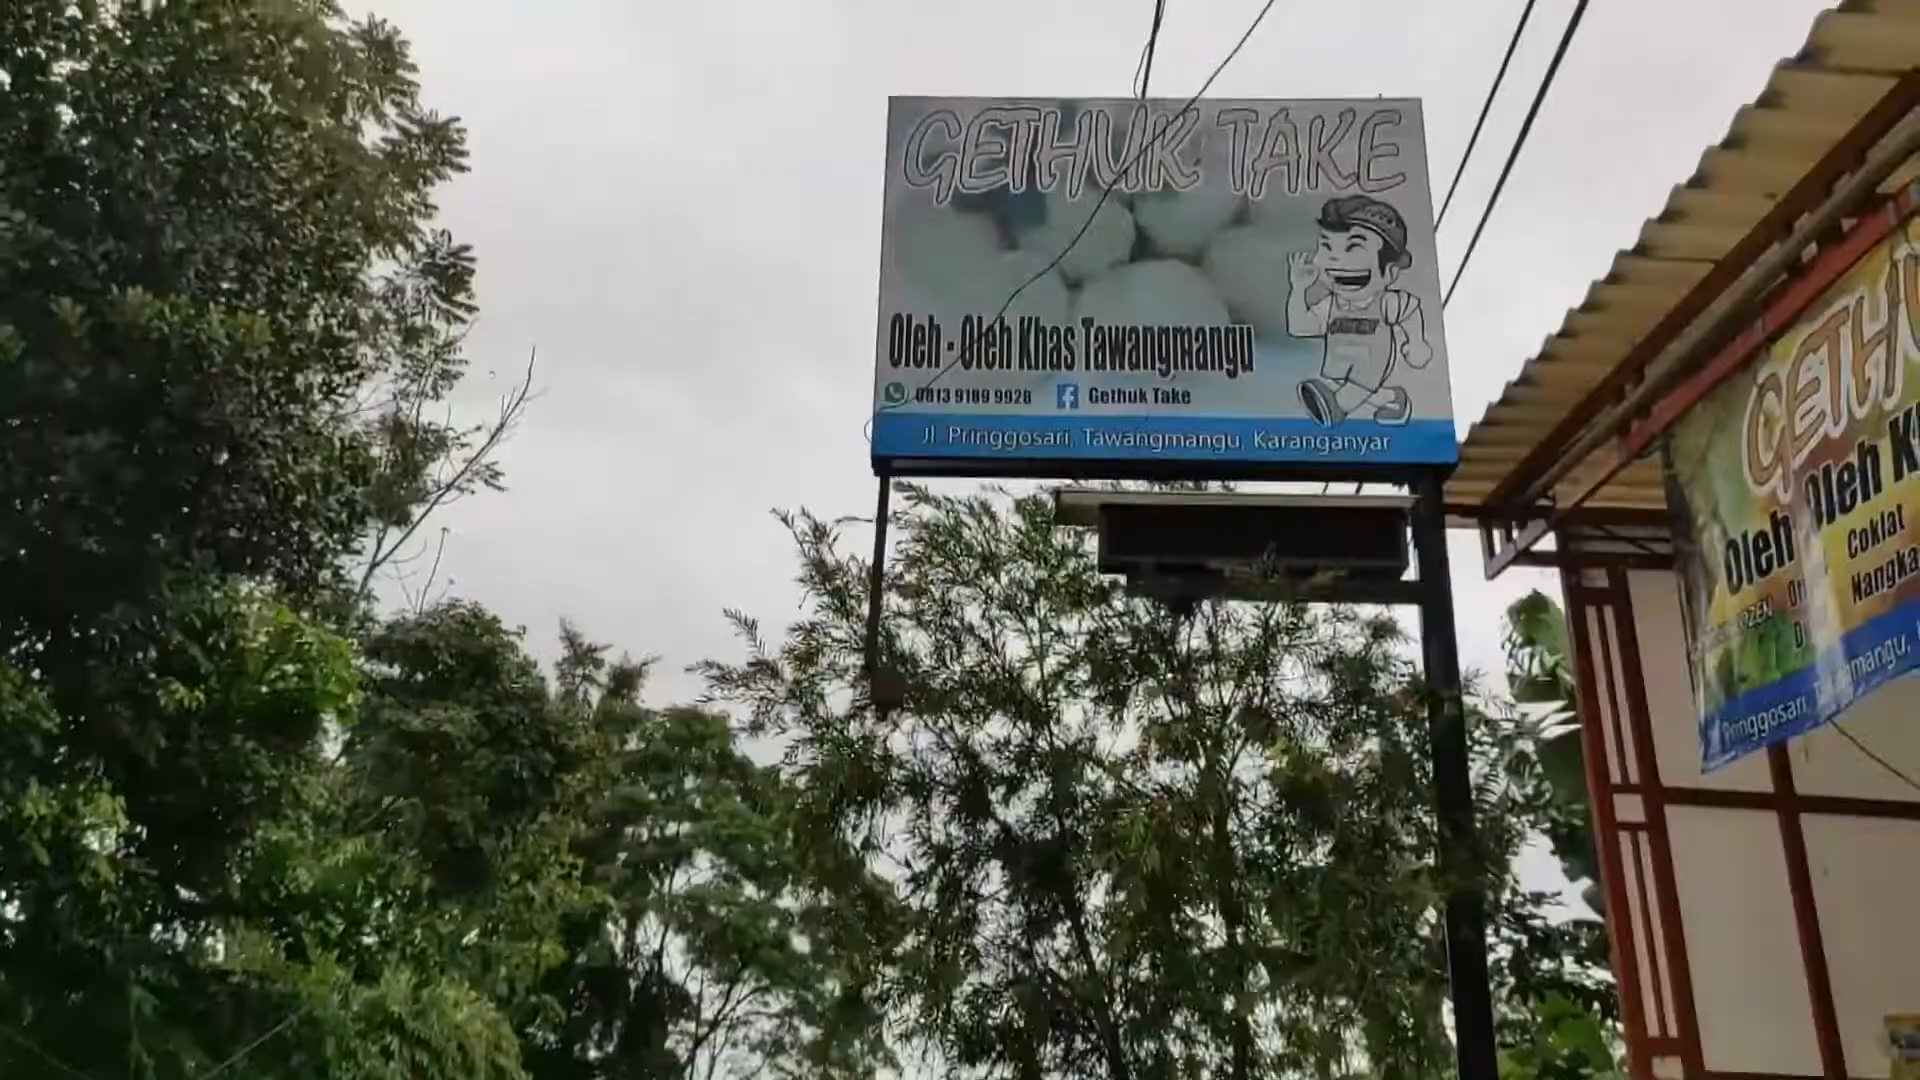 GETHUK TAKE
Oleh - Oleh Khas Tawangmangu
0813 9189 9928 Gethuk Take
Jl. Pringgosari, Tawangmangu, Karanganyar
Oleh Oleh
Coklat
Nangka
Pringgosari,